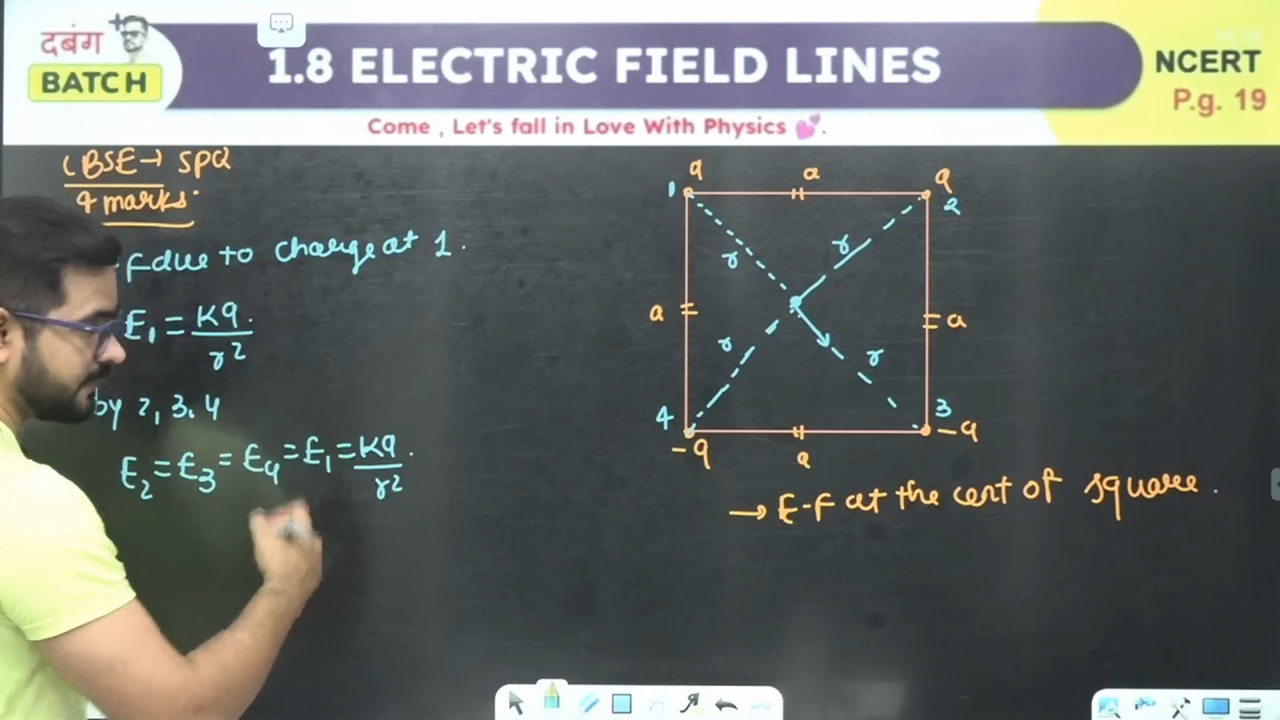 दबंग
BATCH
1.8 ELECTRIC FIELD LINES
NCERT
P.g. 19
Come , Let's fall in Love With Physics 💕.
CBSE → SPQ
4 marks.
F due to charge at 1.
E₁ = Kq/r²
by 2, 3, 4
E₂ = E₃ = E₄ = E₁ = Kq/r².
1 q a q 2
r r
a a
r r
4 3
-q a -q
→ E-F at the cent of square.